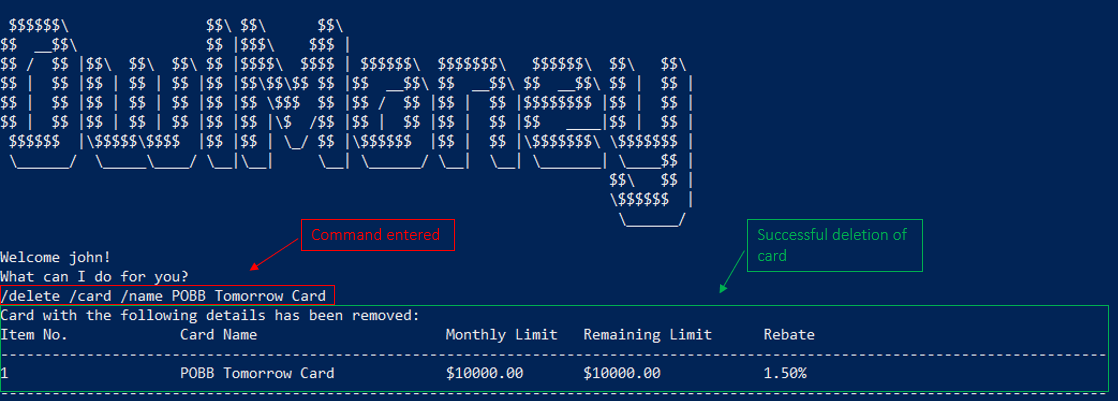 $$$$$$\                $$\ $$\      $$\
$$  __$$\               $$ |$$$\    $$$ |
$$ /  $$ |$$\  $$\  $$\ $$ |$$$$\  $$$$ | $$$$$$\  $$$$$$$\   $$$$$$\  $$\   $$\
$$ |  $$ |$$ | $$ | $$ |$$ |$$\$$\$$ $$ |$$  __$$\ $$  __$$\ $$  __$$\ $$ |  $$ |
$$ |  $$ |$$ | $$ | $$ |$$ |$$ \$$$  $$ |$$ /  $$ |$$ |  $$ |$$$$$$$$ |$$ |  $$ |
$$ |  $$ |$$ | $$ | $$ |$$ |$$ |\$  /$$ |$$ |  $$ |$$ |  $$ |$$   ____|$$ |  $$ |
 $$$$$$  |\$$$$$\$$$$  |$$ |$$ | \_/ $$ |\$$$$$$  |$$ |  $$ |\$$$$$$$\ \$$$$$$$ |
 \______/  \_____\____/ \__|\__|     \__| \______/ \__|  \__| \_______| \____$$ |
                                                                       $$\   $$ |
                                                                       \$$$$$$  |
                                                                        \______/
Command entered
Successful deletion of
card
Welcome john!
What can I do for you?
/delete /card /name POBB Tomorrow Card
Card with the following details has been removed:
Item No. Card Name Monthly Limit Remaining Limit Rebate
1 POBB Tomorrow Card $10000.00 $10000.00 1.50%